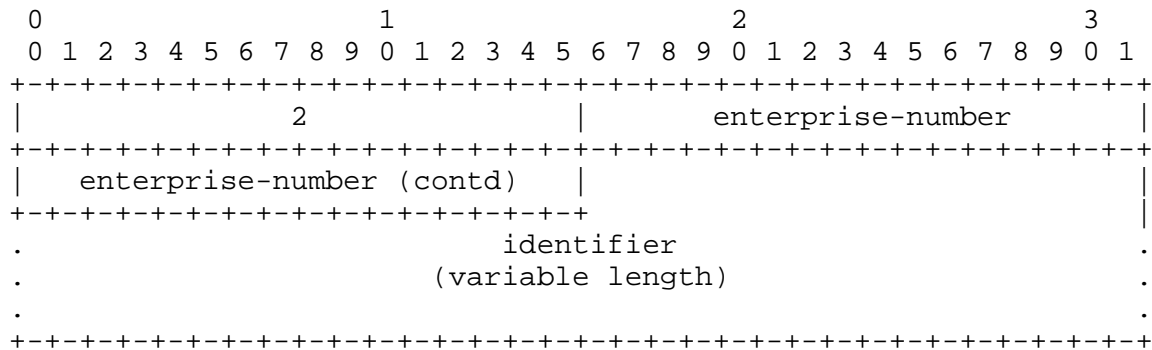 0                   1                   2                   3
 0 1 2 3 4 5 6 7 8 9 0 1 2 3 4 5 6 7 8 9 0 1 2 3 4 5 6 7 8 9 0 1
+-+-+-+-+-+-+-+-+-+-+-+-+-+-+-+-+-+-+-+-+-+-+-+-+-+-+-+-+-+-+-+-+
|               2               |       enterprise-number       |
+-+-+-+-+-+-+-+-+-+-+-+-+-+-+-+-+-+-+-+-+-+-+-+-+-+-+-+-+-+-+-+-+
|   enterprise-number (contd)   |                               |
+-+-+-+-+-+-+-+-+-+-+-+-+-+-+-+-+                               |
.                           identifier                          .
.                       (variable length)                       .
.                                                               .
+-+-+-+-+-+-+-+-+-+-+-+-+-+-+-+-+-+-+-+-+-+-+-+-+-+-+-+-+-+-+-+-+